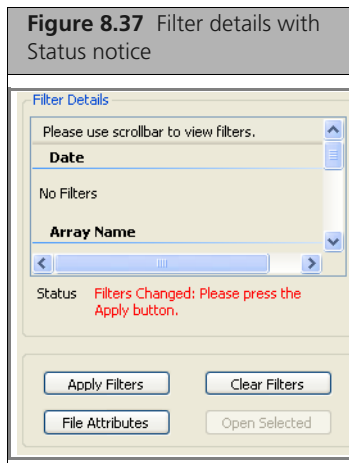 Figure 8.37 Filter details with
Status notice
Filter Details
Please use scrollbar to view filters.
Date
No Filters
Array Name
Status Filters Changed: Please press the
Apply button.
Apply Filters Clear Filters
File Attributes Open Selected